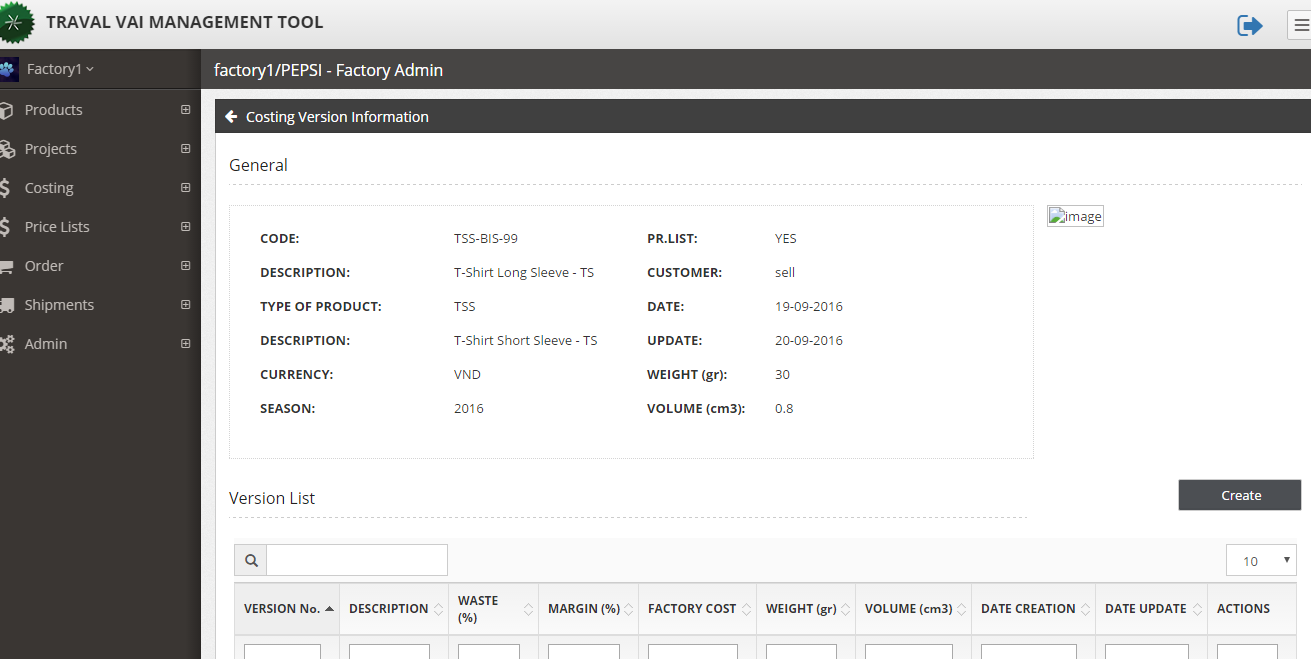 TRAVAL VAI MANAGEMENT TOOL
Factory1
factory1/PEPSI - Factory Admin
Products
Projects
Costing
Price Lists
Order
Shipments
Admin
Costing Version Information
General
CODE: TSS-BIS-99 PR.LIST: YES
DESCRIPTION: T-Shirt Long Sleeve - TS CUSTOMER: sell
TYPE OF PRODUCT: TSS DATE: 19-09-2016
DESCRIPTION: T-Shirt Short Sleeve - TS UPDATE: 20-09-2016
CURRENCY: VND WEIGHT (gr): 30
SEASON: 2016 VOLUME (cm3): 0.8
image
Version List
Create
10
VERSION No. DESCRIPTION WASTE (%) MARGIN (%) FACTORY COST WEIGHT (gr) VOLUME (cm3) DATE CREATION DATE UPDATE ACTIONS